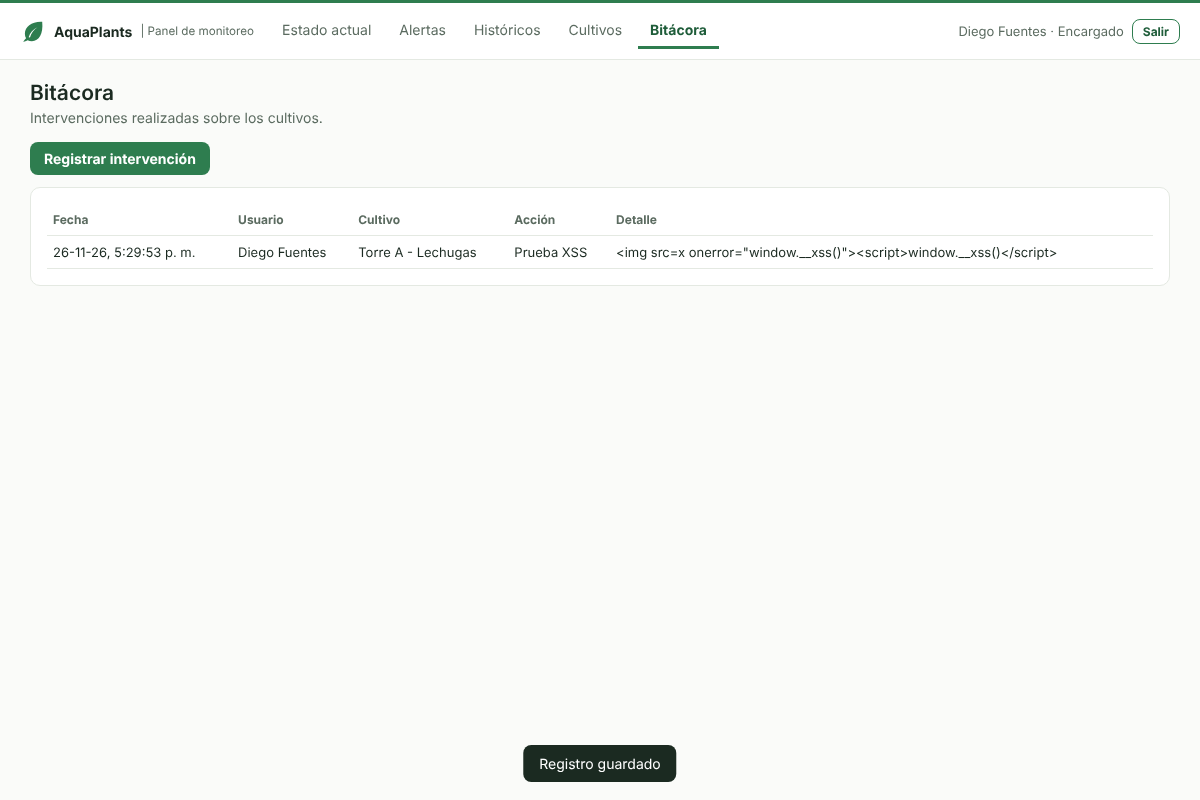 AquaPlants | Panel de monitoreo Estado actual Alertas Históricos Cultivos Bitácora Diego Fuentes · Encargado Salir
Bitácora
Intervenciones realizadas sobre los cultivos.
Registrar intervención
Fecha Usuario Cultivo Acción Detalle
26-11-26, 5:29:53 p. m. Diego Fuentes Torre A - Lechugas Prueba XSS <img src=x onerror="window.__xss()"><script>window.__xss()</script>
Registro guardado